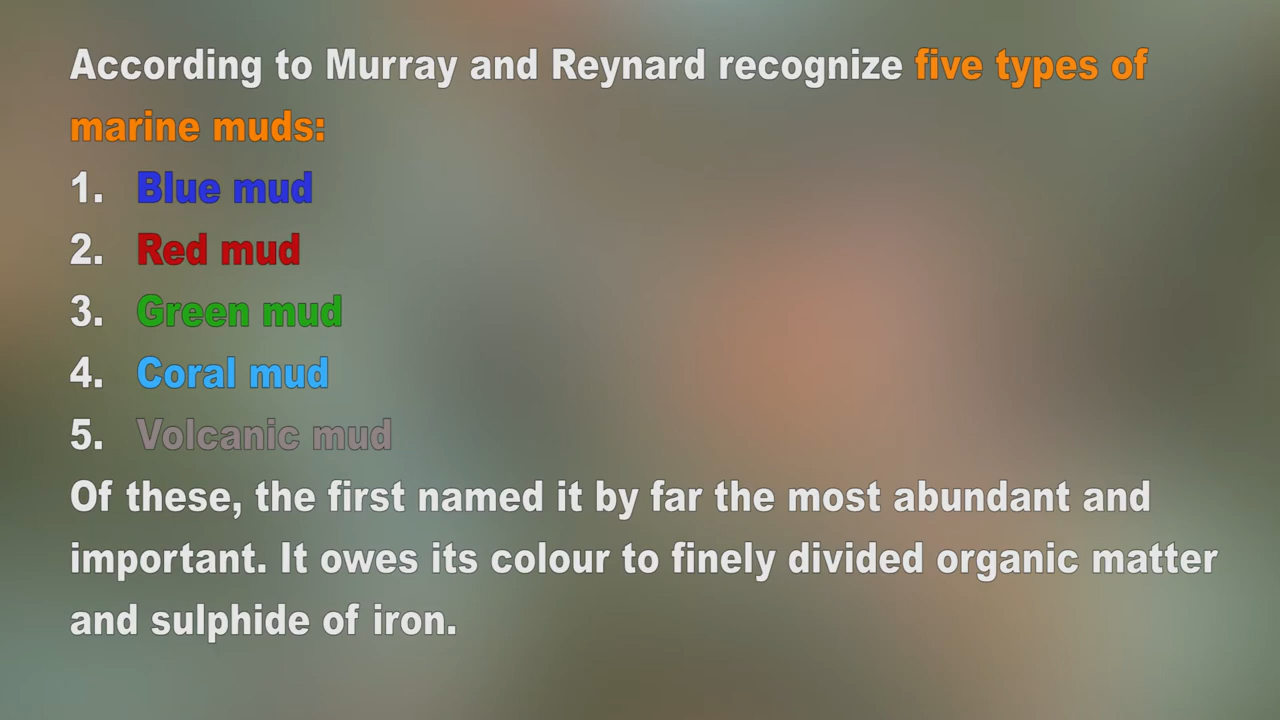 According to Murray and Reynard recognize five types of
marine muds:
1. Blue mud
2. Red mud
3. Green mud
4. Coral mud
5. Volcanic mud
Of these, the first named it by far the most abundant and
important. It owes its colour to finely divided organic matter
and sulphide of iron.